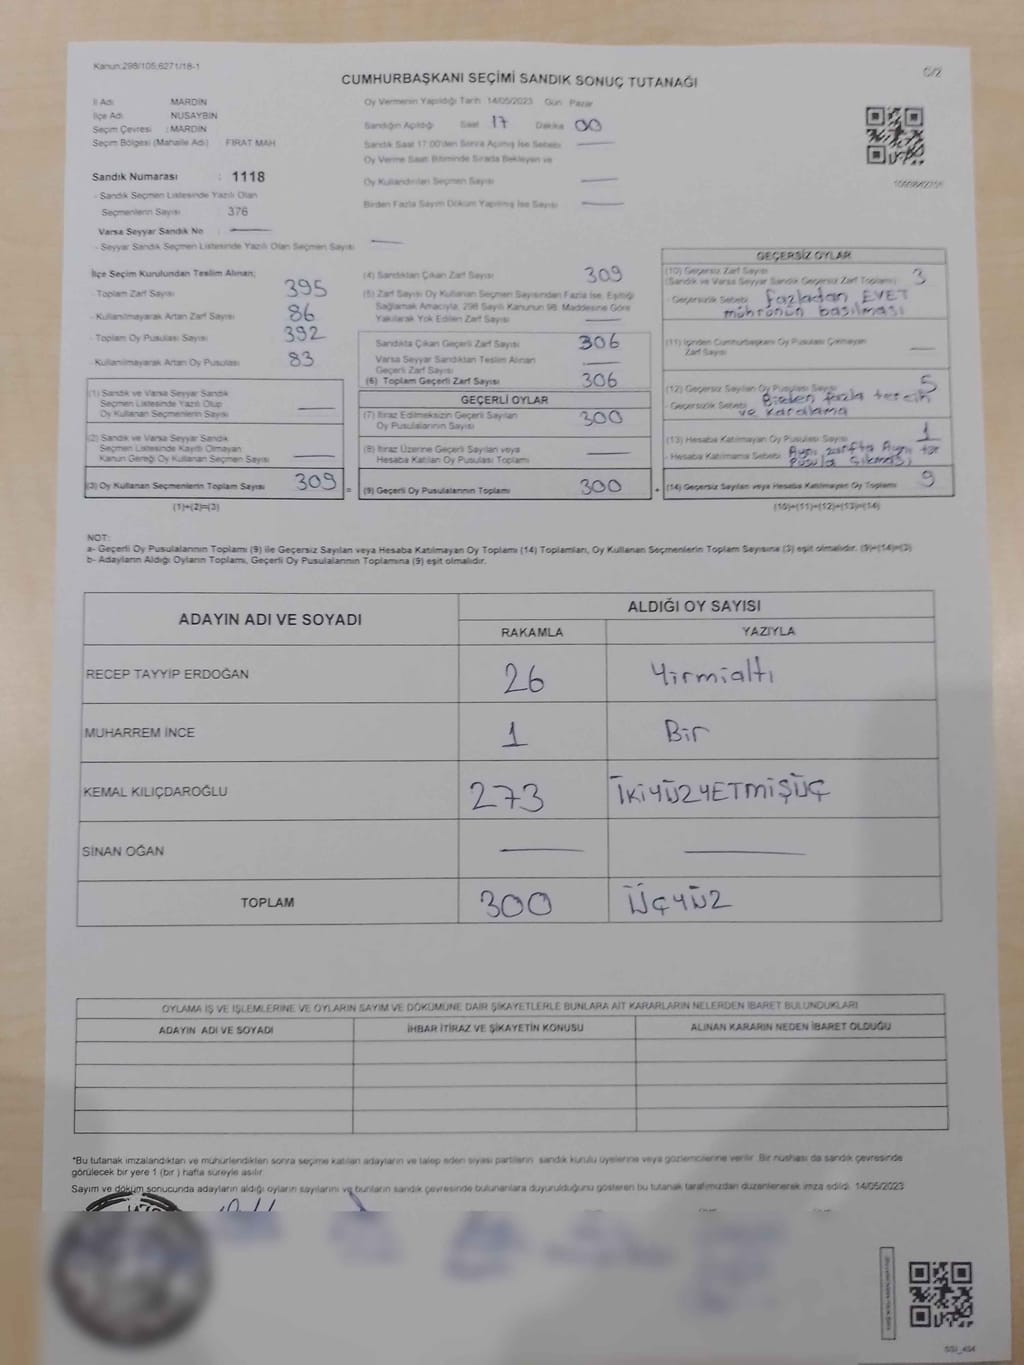 Kanun:298/105;6271/18-1
C/2
CUMHURBAŞKANI SEÇİMİ SANDIK SONUÇ TUTANAĞI
İl Adı MARDİN
İlçe Adı NUSAYBİN
Seçim Çevresi : MARDİN
Seçim Bölgesi (Mahalle Adı) FIRAT MAH
Sandık Numarası : 1118
- Sandık Seçmen Listesinde Yazılı Olan
Seçmenlerin Sayısı : 376
Varsa Seyyar Sandık No :
- Seyyar Sandık Seçmen Listesinde Yazılı Olan Seçmen Sayısı
Oy Vermenin Yapıldığı Tarih 14/05/2023 Gün Pazar
Sandığın Açıldığı Saat 17 Dakika 00
Sandık Saat 17:00'den Sonra Açılmış İse Sebebi
Oy Verme Saati Bitiminde Sırada Bekleyen ve
Oy Kullandırılan Seçmen Sayısı
Birden Fazla Sayım Döküm Yapılmış İse Sayısı
İlçe Seçim Kurulundan Teslim Alınan;
- Toplam Zarf Sayısı 395
- Kullanılmayarak Artan Zarf Sayısı 86
- Toplam Oy Pusulası Sayısı 392
- Kullanılmayarak Artan Oy Pusulası 83
(1) Sandık ve Varsa Seyyar Sandık
Seçmen Listesinde Yazılı Olup
Oy Kullanan Seçmenlerin Sayısı
(2) Sandık ve Varsa Seyyar Sandık
Seçmen Listesinde Kayıtlı Olmayan
Kanun Gereği Oy Kullanan Seçmen Sayısı
(3) Oy Kullanan Seçmenlerin Toplam Sayısı 309 =
(1)+(2)=(3)
(4) Sandıktan Çıkan Zarf Sayısı 309
(5) Zarf Sayısı Oy Kullanan Seçmen Sayısından Fazla İse, Eşitliği
Sağlamak Amacıyla, 298 Sayılı Kanunun 98. Maddesine Göre
Yakılarak Yok Edilen Zarf Sayısı
Sandıkta Çıkan Geçerli Zarf Sayısı 306
Varsa Seyyar Sandıktan Teslim Alınan
Geçerli Zarf Sayısı
(6) Toplam Geçerli Zarf Sayısı 306
GEÇERLİ OYLAR
(7) İtiraz Edilmeksizin Geçerli Sayılan
Oy Pusulalarının Sayısı 300
(8) İtiraz Üzerine Geçerli Sayılan veya
Hesaba Katılan Oy Pusulası Toplamı
(9) Geçerli Oy Pusulalarının Toplamı 300 +
GEÇERSİZ OYLAR
(10) Geçersiz Zarf Sayısı
(Sandık ve Varsa Seyyar Sandık Geçersiz Zarf Toplamı) 3
- Geçersizlik Sebebi fazladan EVET
mührünün basılması
(11) İçinden Cumhurbaşkanı Oy Pusulası Çıkmayan
Zarf Sayısı
(12) Geçersiz Sayılan Oy Pusulası Sayısı 5
- Geçersizlik Sebebi Birden fazla tercih
ve karalama
(13) Hesaba Katılmayan Oy Pusulası Sayısı 1
- Hesaba Katılmama Sebebi Aynı zarfta Aynı tür
pusula çıkması
(14) Geçersiz Sayılan veya Hesaba Katılmayan Oy Toplamı 9
(10)+(11)+(12)+(13)=(14)
NOT:
a- Geçerli Oy Pusulalarının Toplamı (9) ile Geçersiz Sayılan veya Hesaba Katılmayan Oy Toplamı (14) Toplamları, Oy Kullanan Seçmenlerin Toplam Sayısına (3) eşit olmalıdır. (9)+(14)=(3)
b- Adayların Aldığı Oyların Toplamı, Geçerli Oy Pusulalarının Toplamına (9) eşit olmalıdır.
ADAYIN ADI VE SOYADI ALDIĞI OY SAYISI
RAKAMLA YAZIYLA
RECEP TAYYİP ERDOĞAN 26 Yirmialtı
MUHARREM İNCE 1 Bir
KEMAL KILIÇDAROĞLU 273 İKİYÜZYETMİŞÜÇ
SİNAN OĞAN
TOPLAM 300 ÜÇYÜZ
OYLAMA İŞ VE İŞLEMLERİNE VE OYLARIN SAYIM VE DÖKÜMÜNE DAİR ŞİKAYETLERLE BUNLARA AİT KARARLARIN NELERDEN İBARET BULUNDUKLARI
ADAYIN ADI VE SOYADI İHBAR İTİRAZ VE ŞİKAYETİN KONUSU ALINAN KARARIN NEDEN İBARET OLDUĞU
*Bu tutanak imzalandıktan ve mühürlendikten sonra seçime katılan adayların ve talep eden siyasi partilerin sandık kurulu üyelerine veya gözlemcilerine verilir. Bir nüshası da sandık çevresinde
görülecek bir yere 1 (bir) hafta süreyle asılır.
Sayım ve döküm sonucunda adayların aldığı oyların sayılarını ve bunların sandık çevresinde bulunanlara duyurulduğunu gösteren bu tutanak tarafımızdan düzenlenerek imza edildi. 14/05/2023